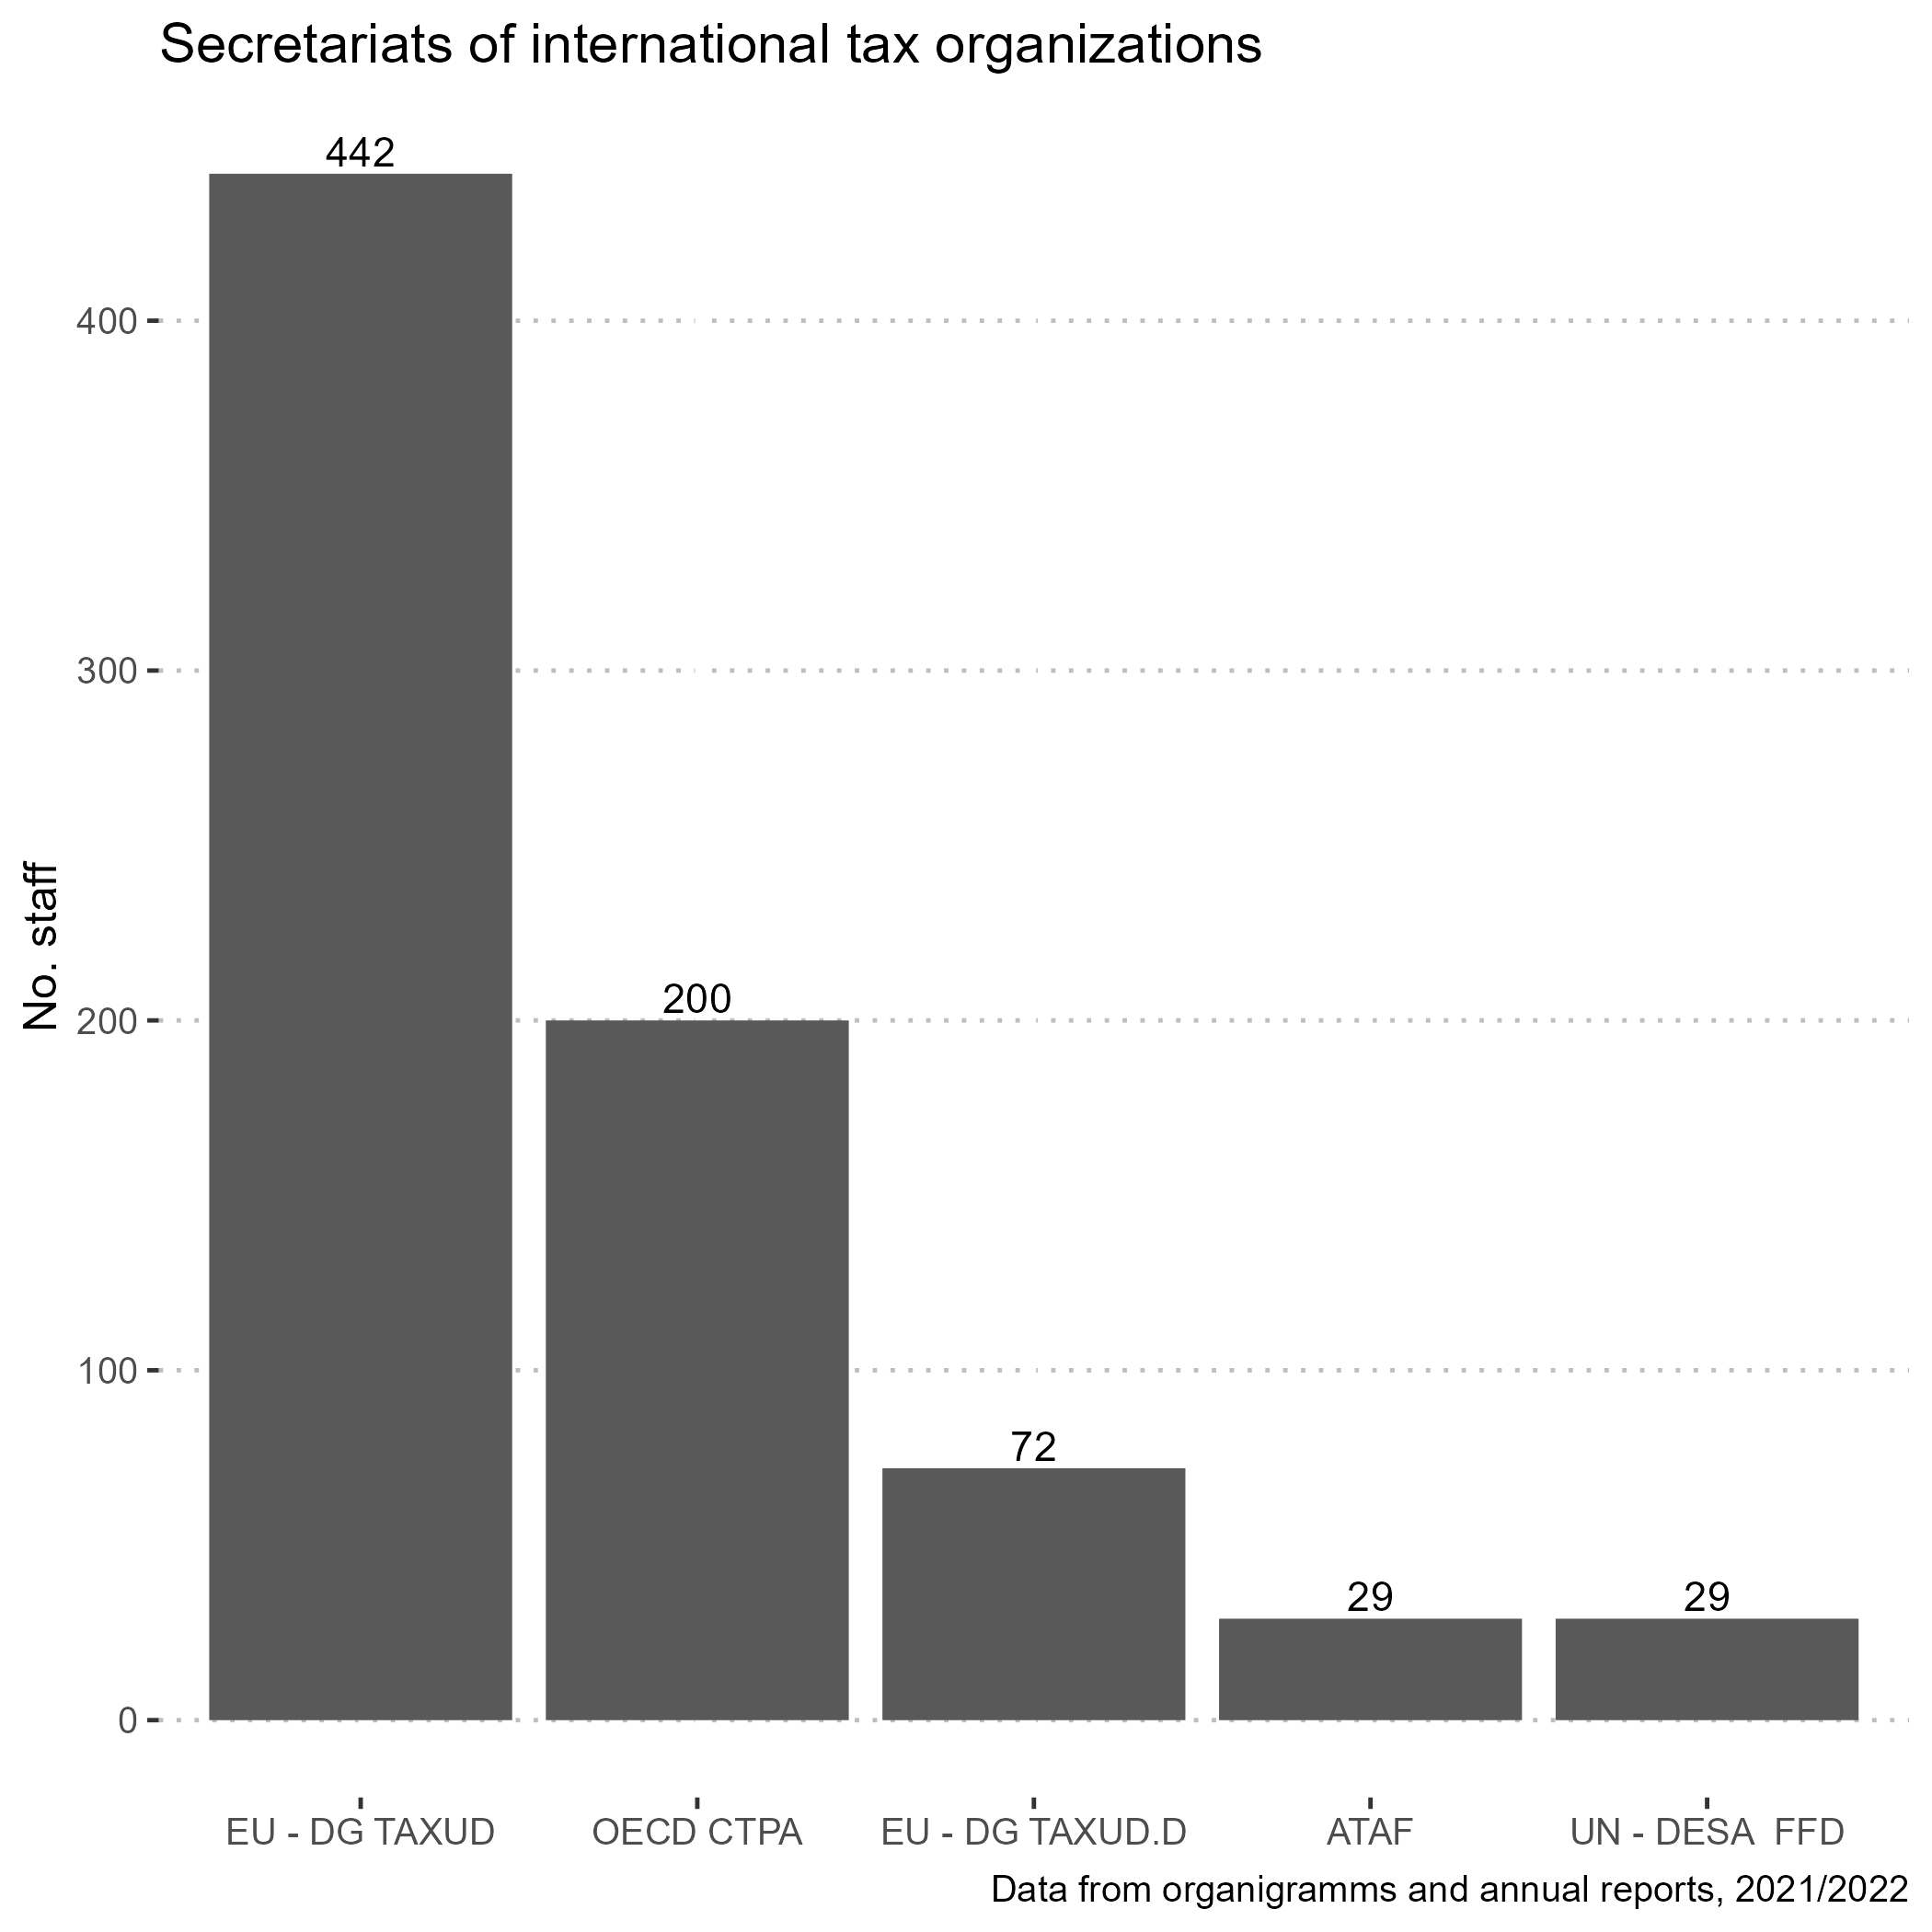 Secretariats of international tax organizations
442
400
300
No. staff
200
200
100
72
29
29
0
EU - DG TAXUD
OECD CTPA
EU - DG TAXUD.D
ATAF
UN - DESA  FFD
Data from organigramms and annual reports, 2021/2022